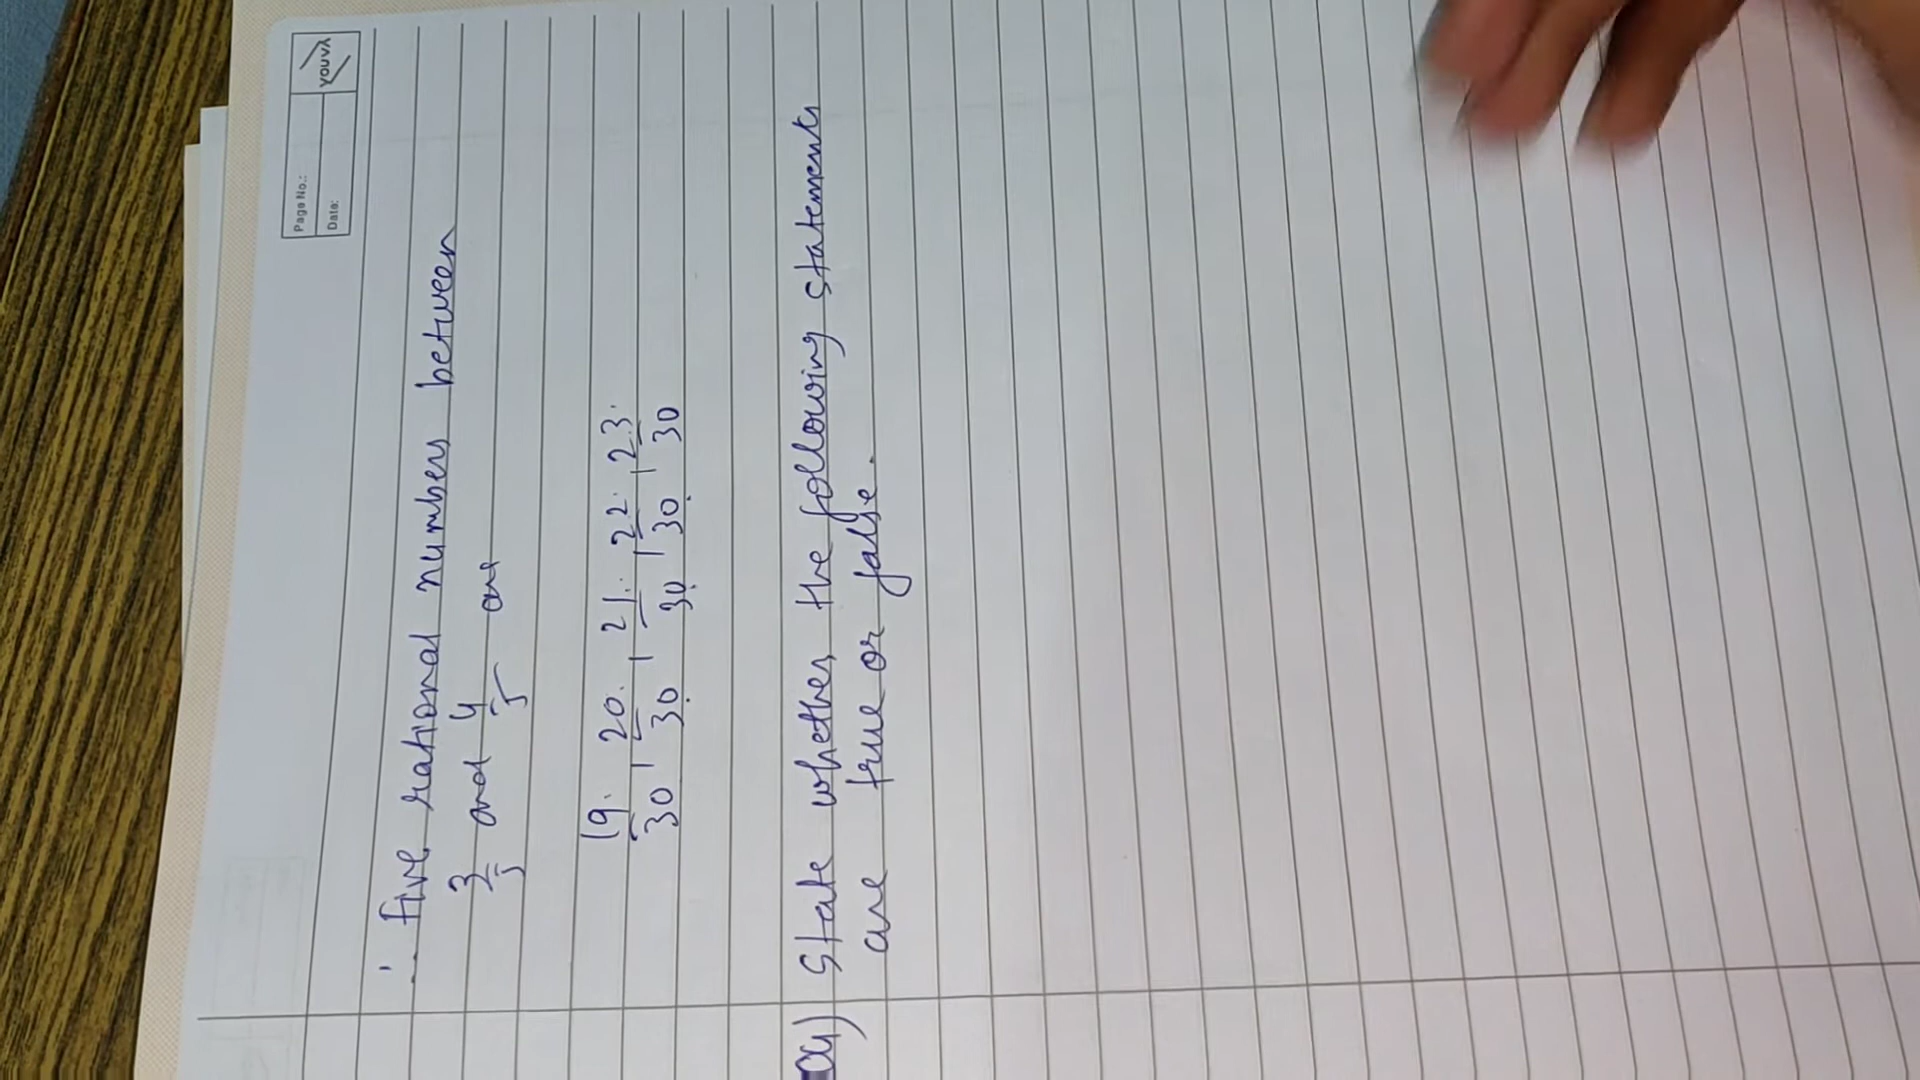 Page No.:
Date:
YOUVA
∴ five rational numbers between
3/5 and 4/5 are
19/30, 20/30, 21/30, 22/30, 23/30
Q4) State whether the following statements
are true or false.